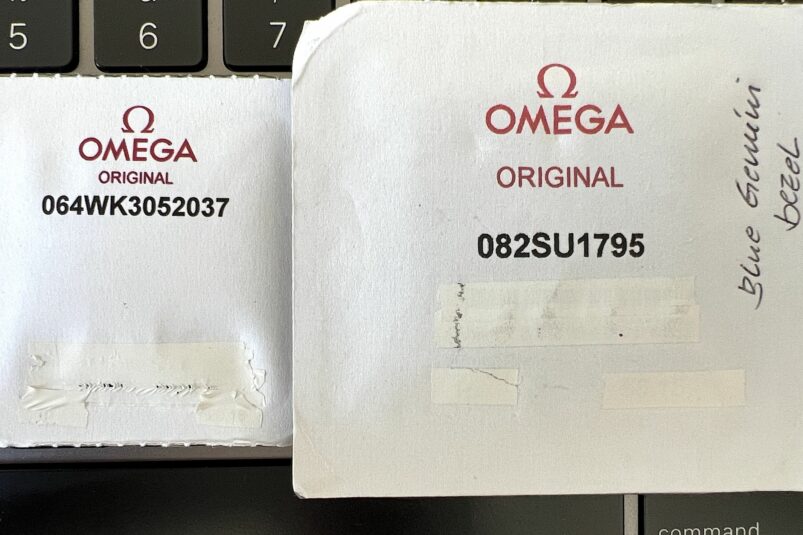 5
6
7
Ω
OMEGA
ORIGINAL
064WK3052037
Ω
OMEGA
ORIGINAL
082SU1795
Blue Gemini
bezel
command